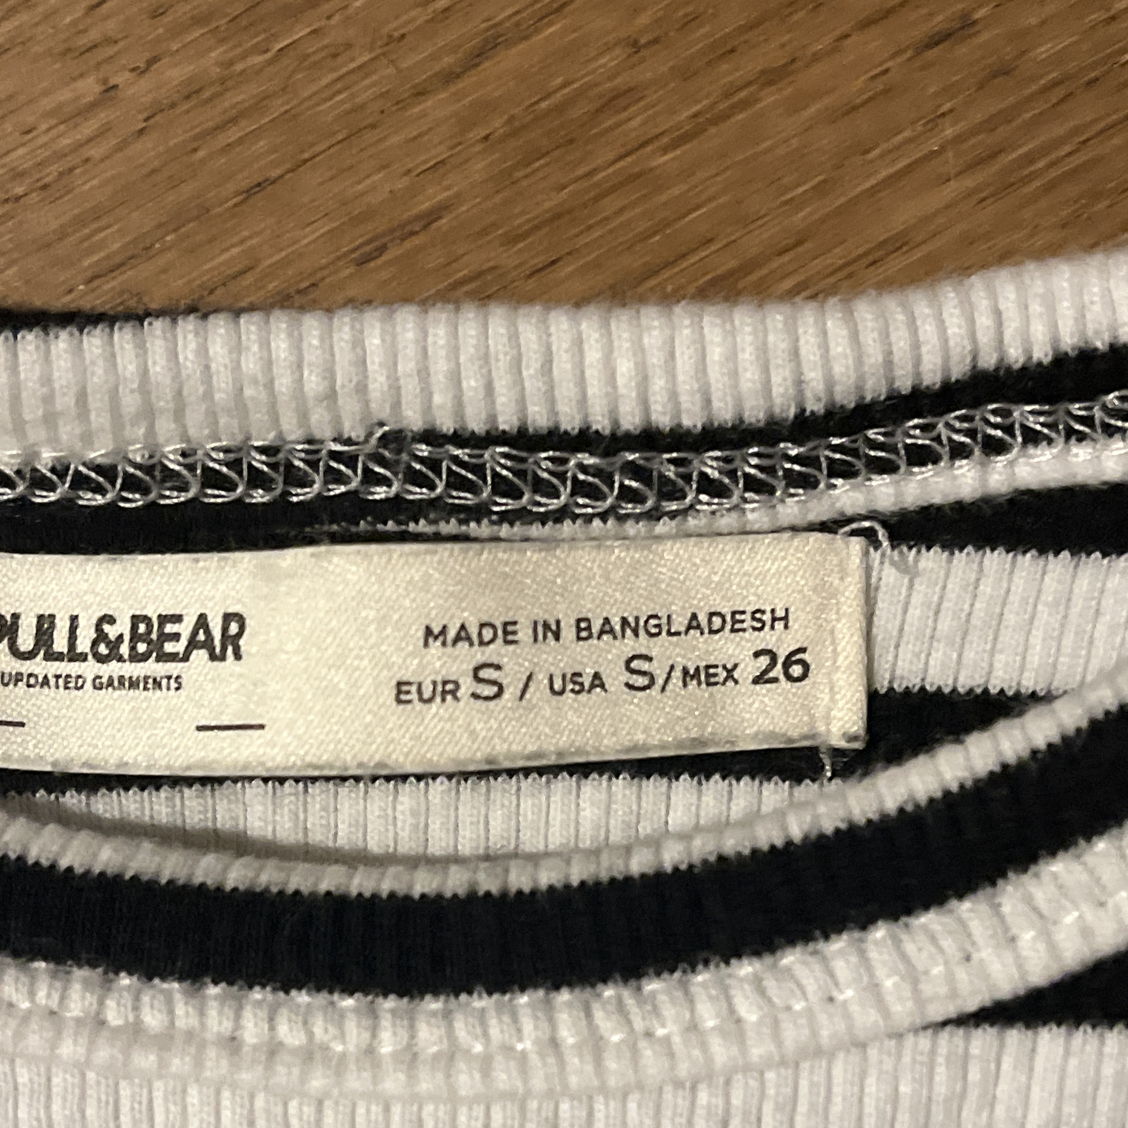 PULL&BEAR
UPDATED GARMENTS
MADE IN BANGLADESH
EUR S / USA S/MEX 26